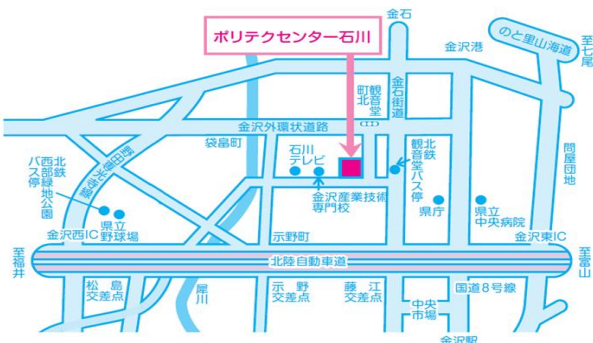 金石
ポリテクセンター石川
金沢港
のと里山海道
至七尾
観音堂
町北
金石街道
金沢外環状道路
袋畠町
石川
テレビ
北鉄
観音堂バス停
問屋団地
北鉄
西部緑地公園
バス停
金沢産業技術
専門校
県庁
県立
中央病院
県立
野球場
金沢西IC
示野町
金沢東IC
至福井
北陸自動車道
至富山
松島
交差点
犀川
示野
交差点
藤江
交差点
国道8号線
中央
市場
金沢駅